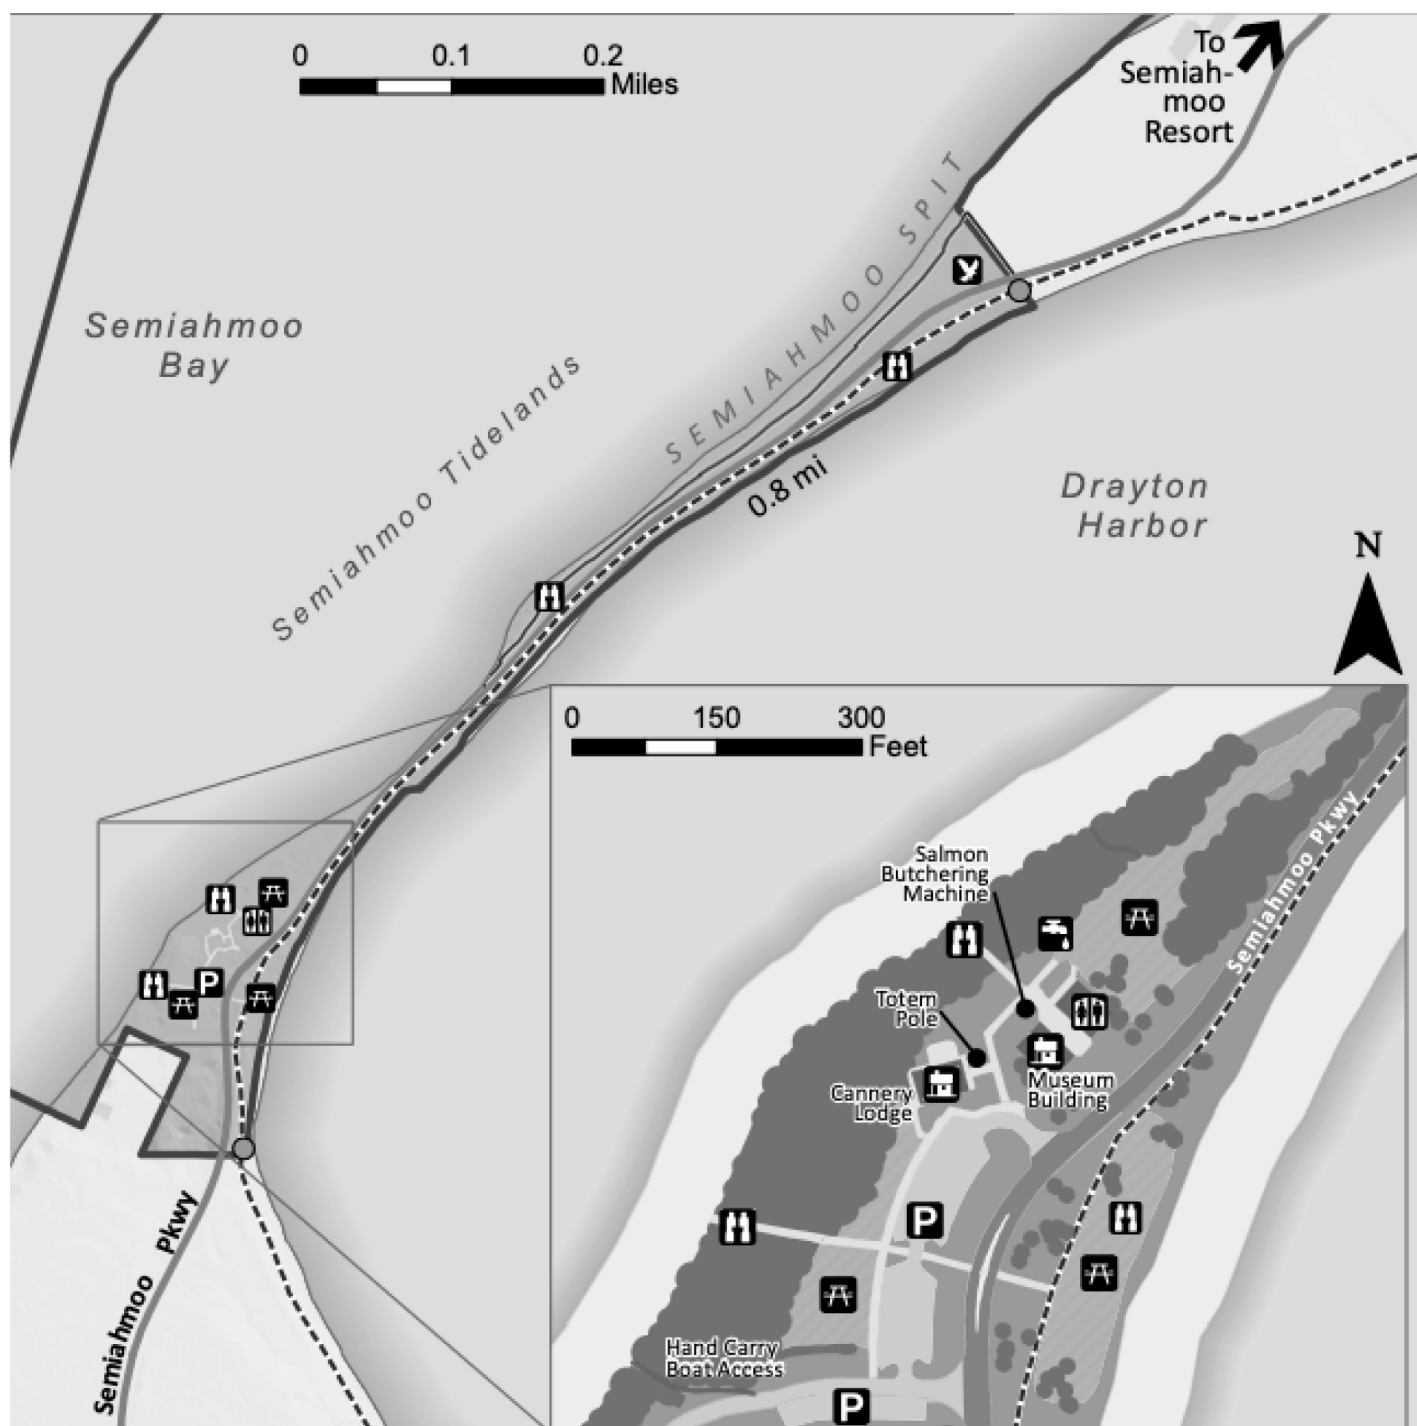 0 0.1 0.2
Miles
To
Semiah-
moo
Resort
SEMIAHMOO SPIT
Semiahmoo
Bay
Semiahmoo Tidelands
0.8 mi
Drayton
Harbor
N
0 150 300
Feet
Semiahmoo Pkwy
Salmon
Butchering
Machine
Totem
Pole
Cannery
Lodge
Museum
Building
P
P
Hand Carry
Boat Access
P
Semiahmoo Pkwy